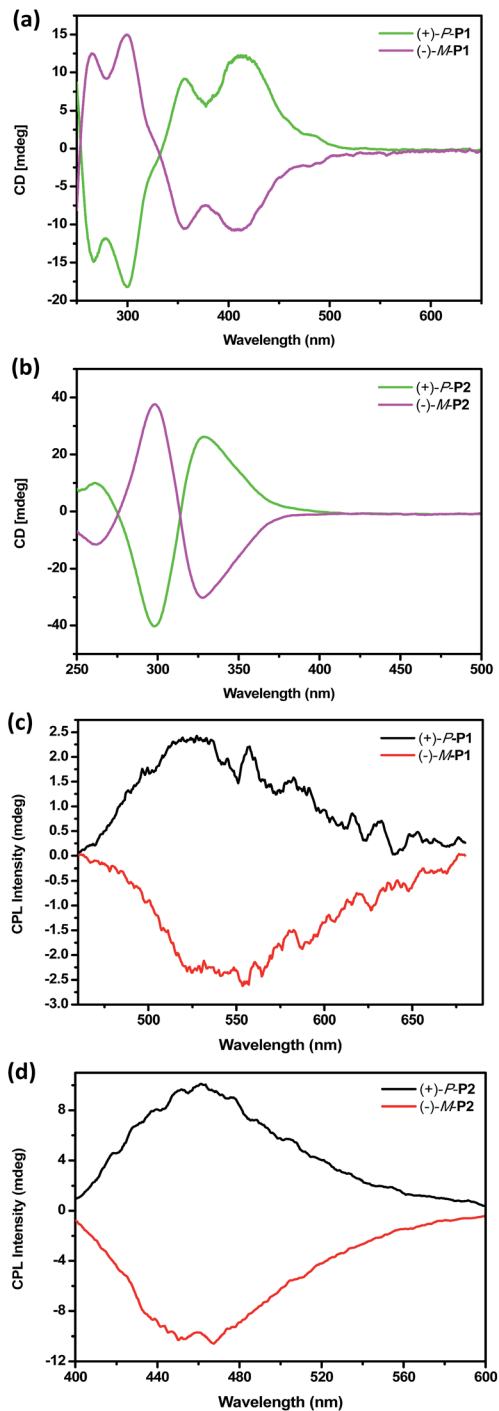 (a)
(+)-P-P1
(-)-M-P1
CD [mdeg]
15
10
5
0
-5
-10
-15
-20
300
400
500
600
Wavelength (nm)
(b)
(+)-P-P2
(-)-M-P2
CD [mdeg]
40
20
0
-20
-40
250
300
350
400
450
500
Wavelength (nm)
(c)
(+)-P-P1
(-)-M-P1
CPL Intensity (mdeg)
2.5
2.0
1.5
1.0
0.5
0.0
-0.5
-1.0
-1.5
-2.0
-2.5
-3.0
500
550
600
650
Wavelength (nm)
(d)
(+)-P-P2
(-)-M-P2
CPL Intensity (mdeg)
8
4
0
-4
-8
-12
400
440
480
520
560
600
Wavelength (nm)